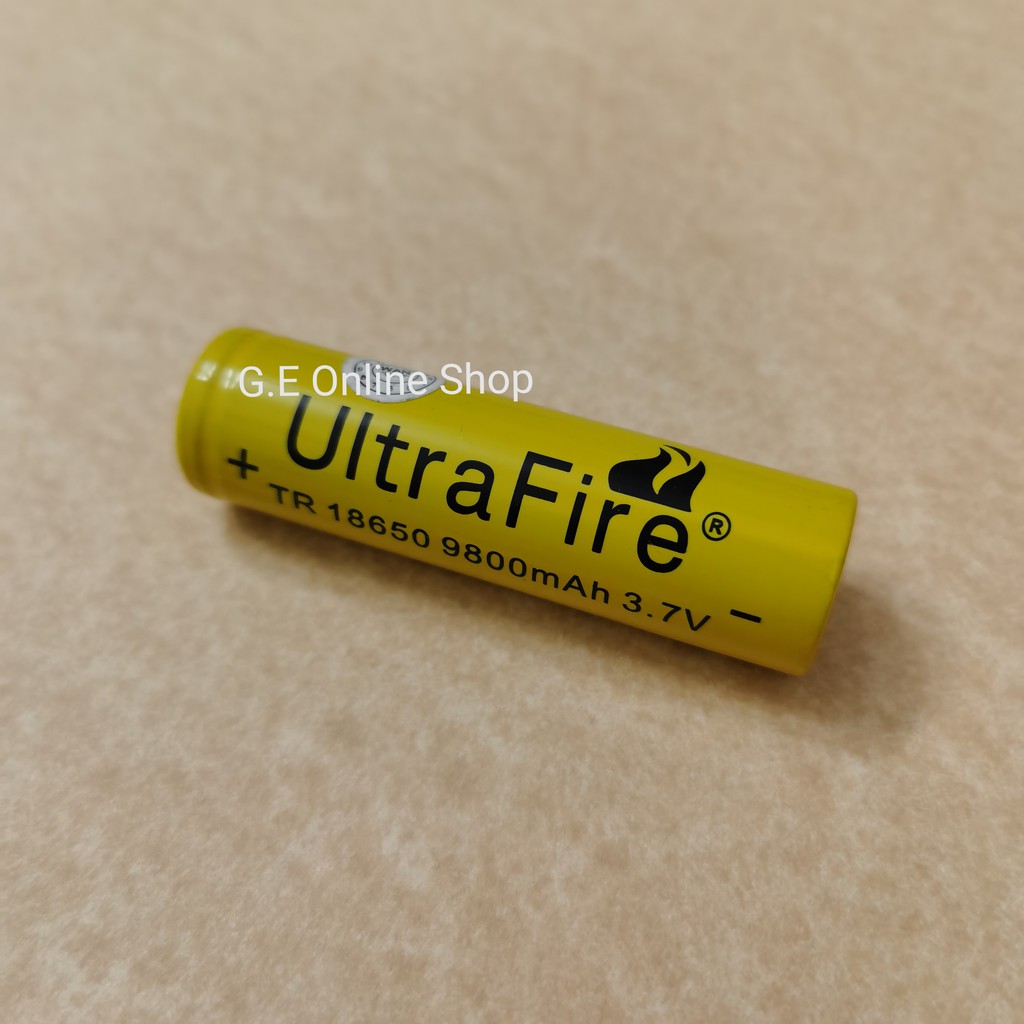 G.E Online Shop
UltraFire®
+ TR 18650 9800mAh 3.7V −